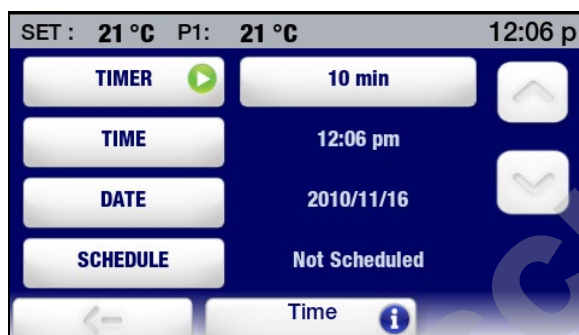 SET : 21 °C P1: 21 °C 12:06 p
TIMER 10 min
TIME 12:06 pm
DATE 2010/11/16
SCHEDULE Not Scheduled
Time